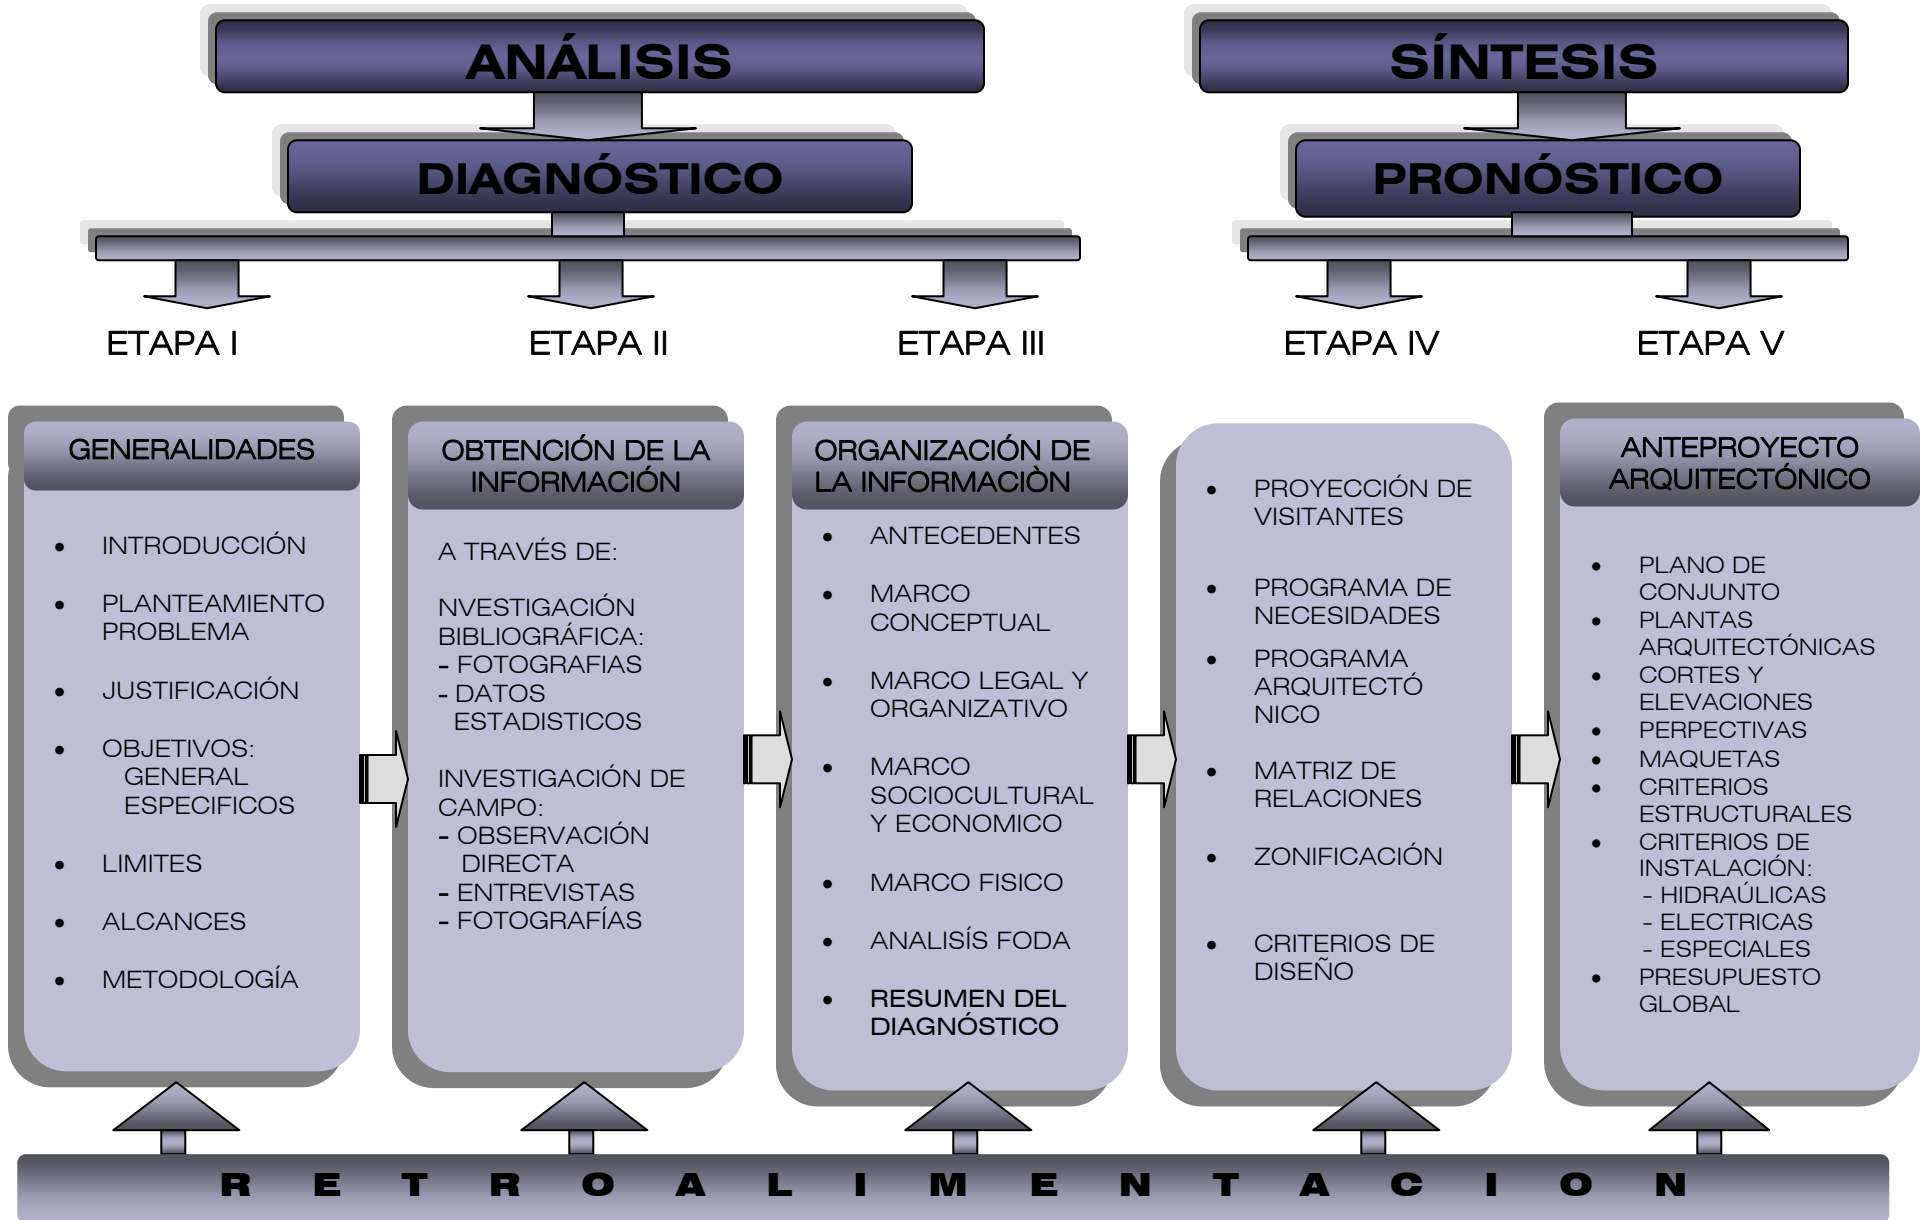 ANÁLISIS
SÍNTESIS
DIAGNÓSTICO
PRONÓSTICO
ETAPA I
ETAPA II
ETAPA III
ETAPA IV
ETAPA V
GENERALIDADES
• INTRODUCCIÓN
• PLANTEAMIENTO
PROBLEMA
• JUSTIFICACIÓN
• OBJETIVOS:
GENERAL
ESPECIFICOS
• LIMITES
• ALCANCES
• METODOLOGÍA
OBTENCIÓN DE LA
INFORMACIÓN
A TRAVÉS DE:
NVESTIGACIÓN
BIBLIOGRÁFICA:
- FOTOGRAFIAS
- DATOS
ESTADISTICOS
INVESTIGACIÓN DE
CAMPO:
- OBSERVACIÓN
DIRECTA
- ENTREVISTAS
- FOTOGRAFÍAS
ORGANIZACIÓN DE
LA INFORMACIÒN
• ANTECEDENTES
• MARCO
CONCEPTUAL
• MARCO LEGAL Y
ORGANIZATIVO
• MARCO
SOCIOCULTURAL
Y ECONOMICO
• MARCO FISICO
• ANALISÍS FODA
• RESUMEN DEL
DIAGNÓSTICO
• PROYECCIÓN DE
VISITANTES
• PROGRAMA DE
NECESIDADES
• PROGRAMA
ARQUITECTÓ
NICO
• MATRIZ DE
RELACIONES
• ZONIFICACIÓN
• CRITERIOS DE
DISEÑO
ANTEPROYECTO
ARQUITECTÓNICO
• PLANO DE
CONJUNTO
• PLANTAS
ARQUITECTÓNICAS
• CORTES Y
ELEVACIONES
• PERPECTIVAS
• MAQUETAS
• CRITERIOS
ESTRUCTURALES
• CRITERIOS DE
INSTALACIÓN:
- HIDRAÚLICAS
- ELECTRICAS
- ESPECIALES
• PRESUPUESTO
GLOBAL
R E T R O A L I M E N T A C I O N